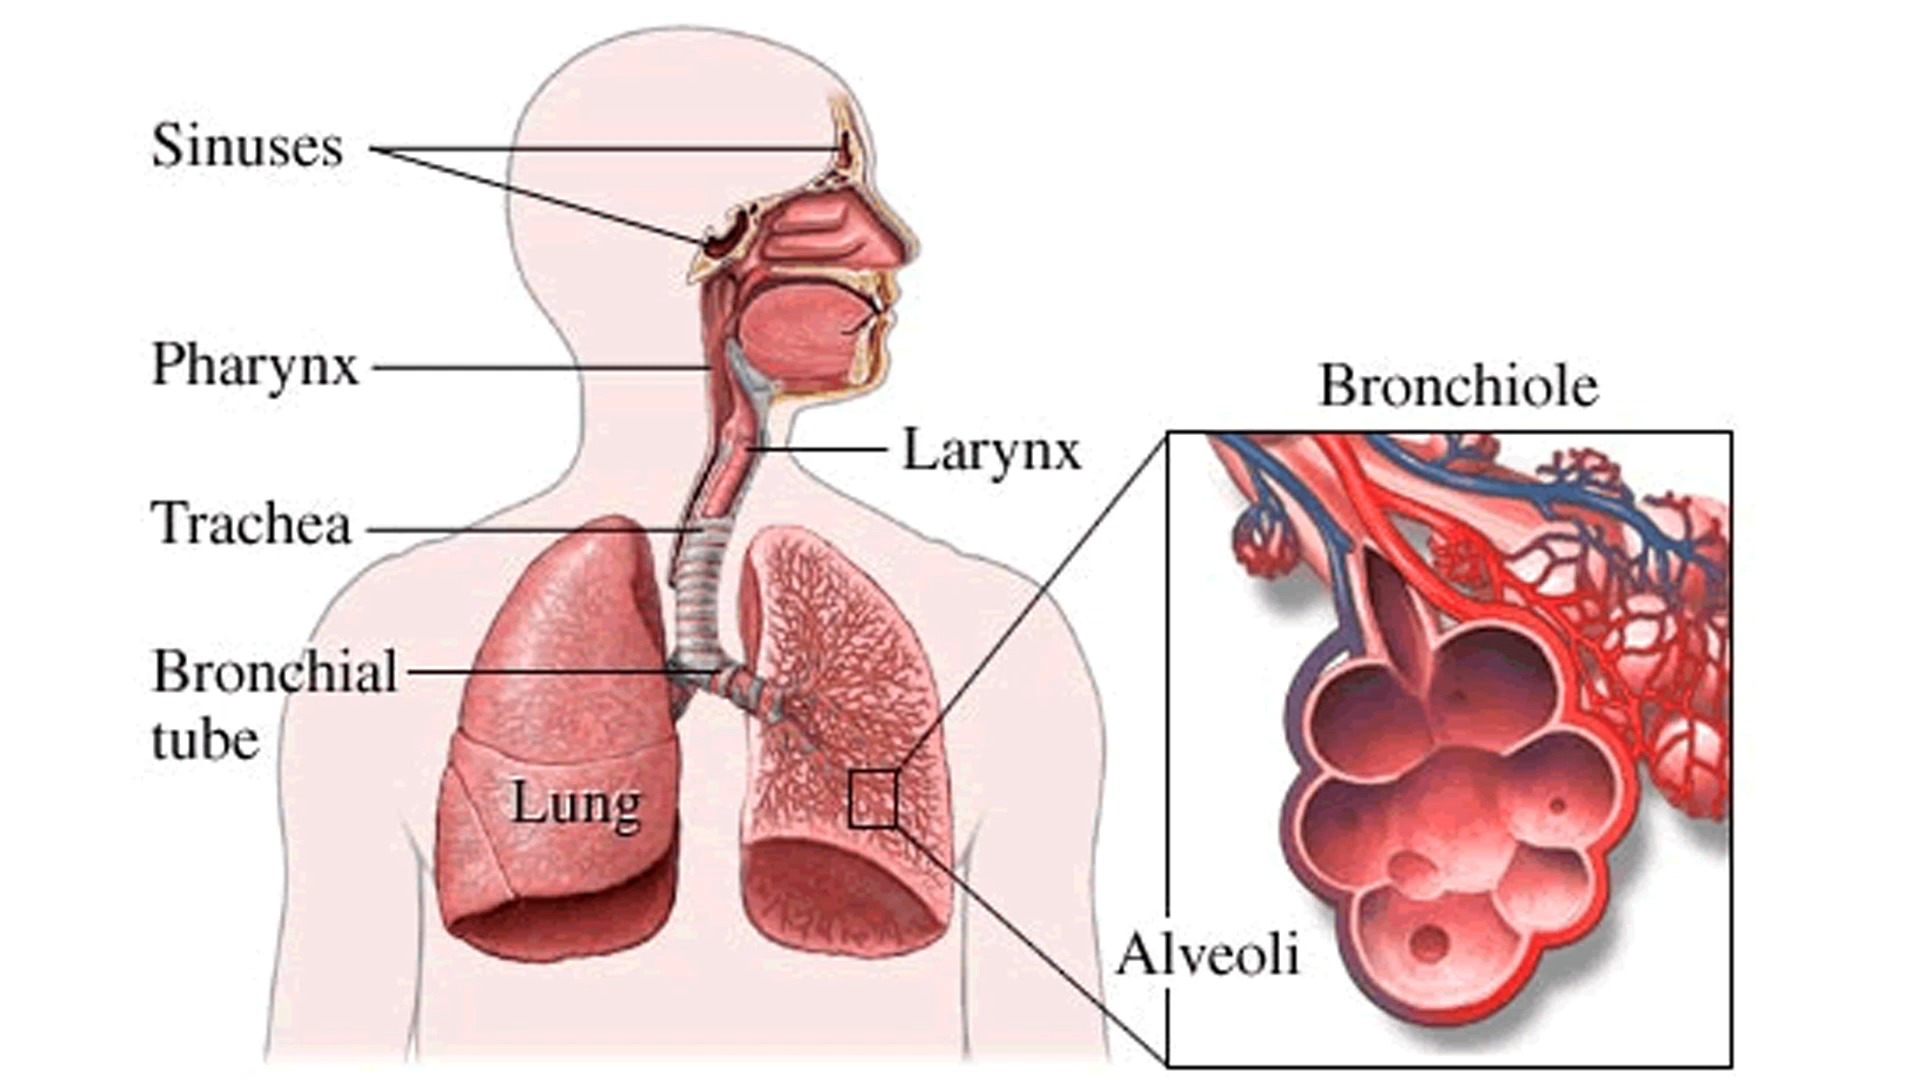 Sinuses
Pharynx
Bronchiole
Larynx
Trachea
Bronchial
tube
Lung
Alveoli